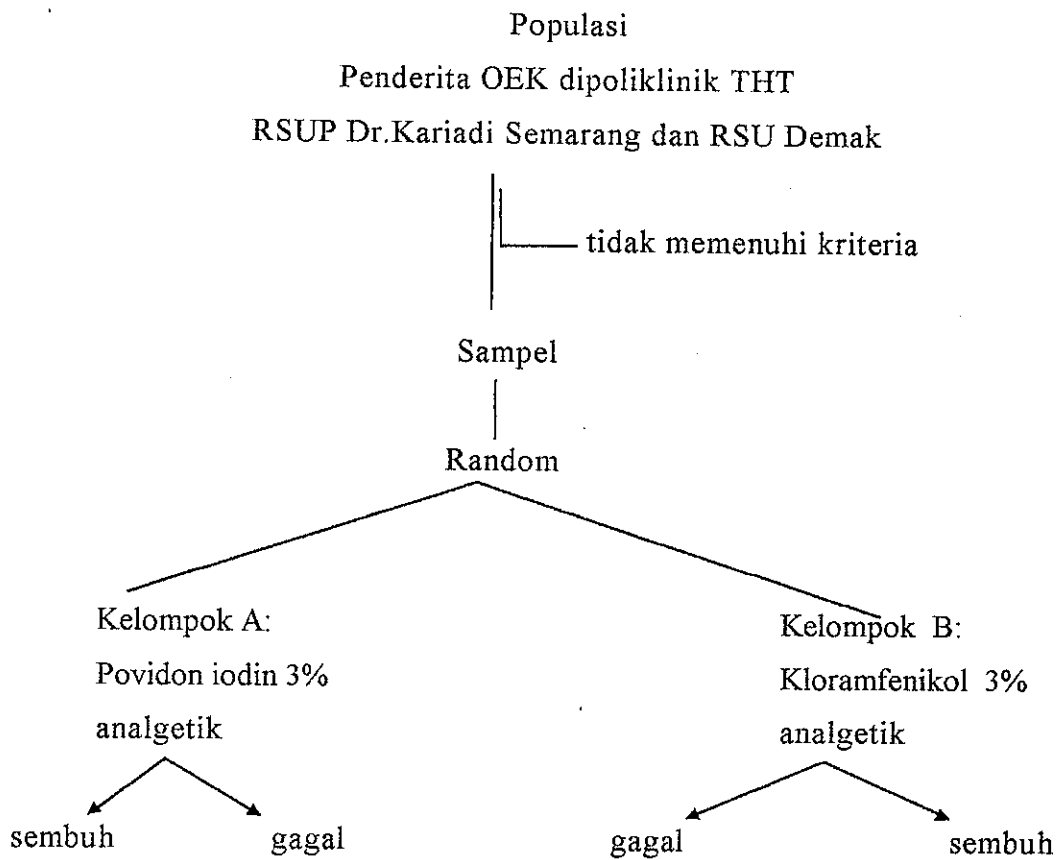 Populasi
Penderita OEK dipoliklinik THT
RSUP Dr.Kariadi Semarang dan RSU Demak
tidak memenuhi kriteria
Sampel
Random
Kelompok A:
Povidon iodin 3%
analgetik
Kelompok B:
Kloramfenikol 3%
analgetik
sembuh
gagal
gagal
sembuh